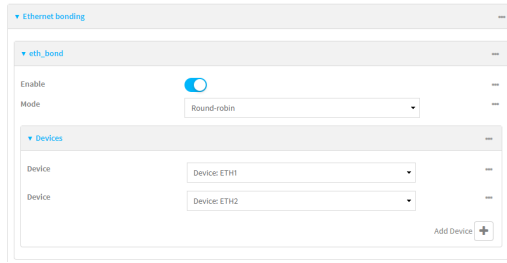 Ethernet bonding
eth_bond
Enable
Mode
Round-robin
Devices
Device
Device: ETH1
Device
Device: ETH2
Add Device